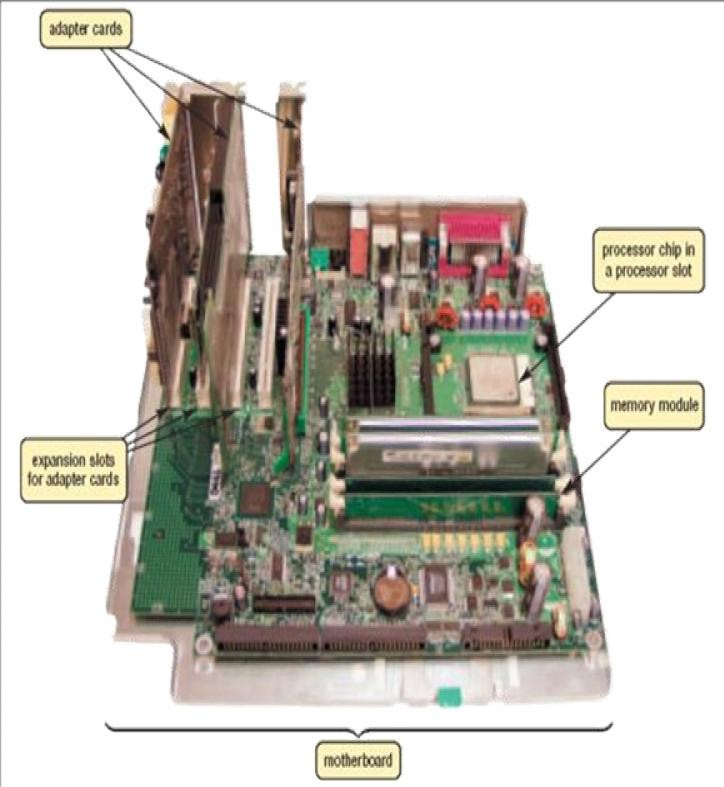 adapter cards
processor chip in
a processor slot
memory module
expansion slots
for adapter cards
motherboard